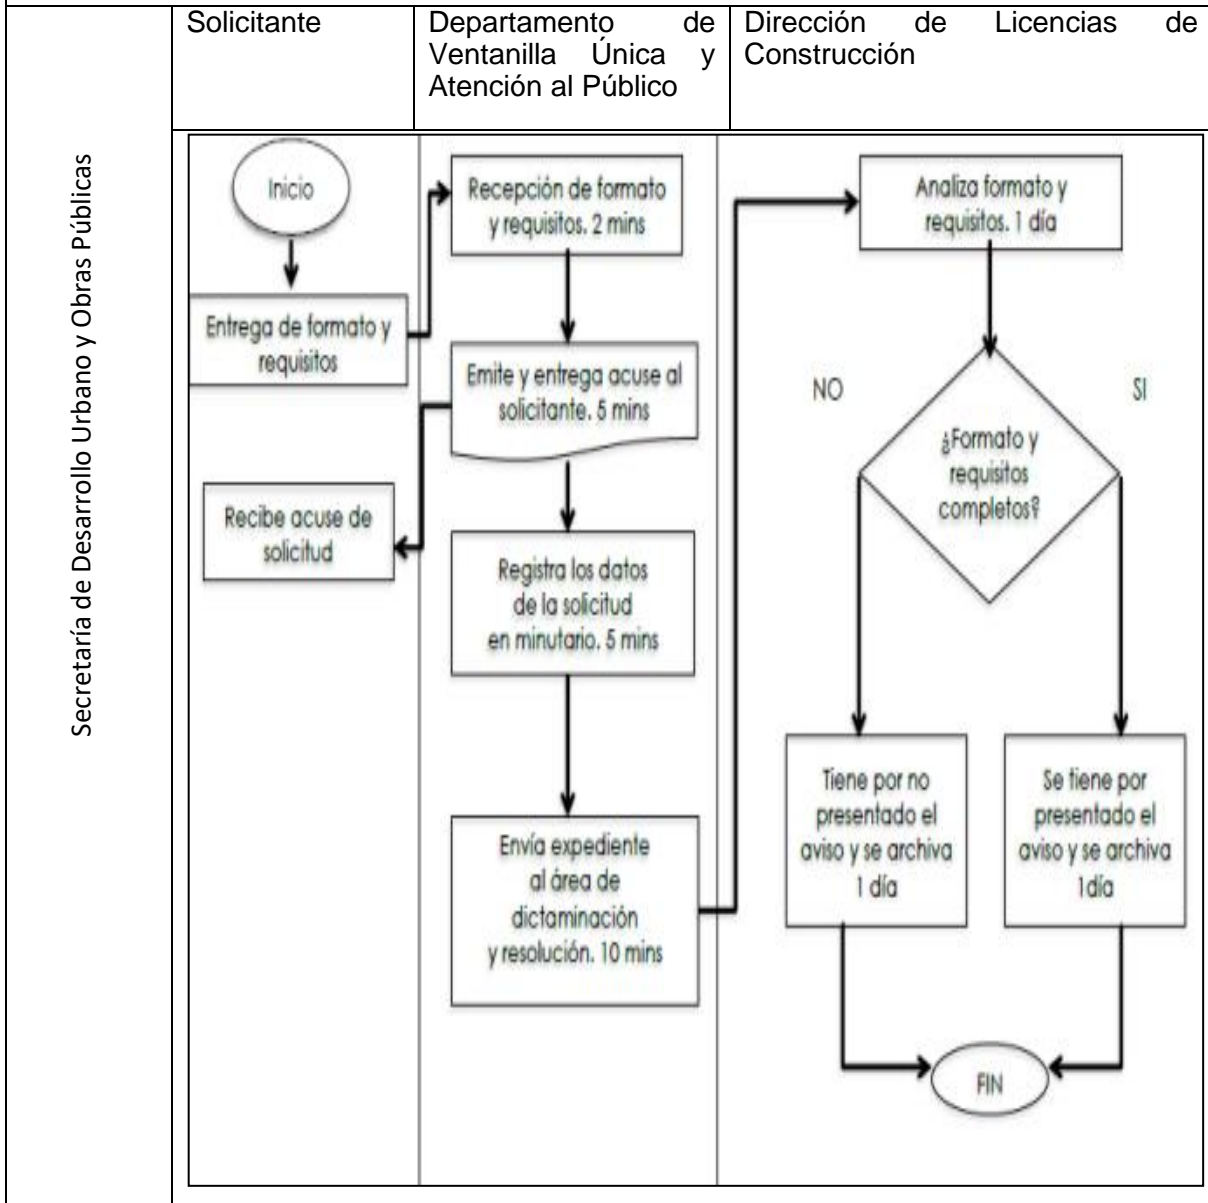 Solicitante
Departamento de
Ventanilla Única y
Atención al Público
Dirección de Licencias de
Construcción
Secretaría de Desarrollo Urbano y Obras Públicas
Inicio
Entrega de formato y
requisitos
Recibe acuse de
solicitud
Recepción de formato
y requisitos. 2 mins
Emite y entrega acuse al
solicitante. 5 mins
Registra los datos
de la solicitud
en minutario. 5 mins
Envía expediente
al área de
dictaminación
y resolución. 10 mins
Analiza formato y
requisitos. 1 día
NO
SI
¿Formato y
requisitos
completos?
Tiene por no
presentado el
aviso y se archiva
1 día
Se tiene por
presentado el
aviso y se archiva
1día
FIN